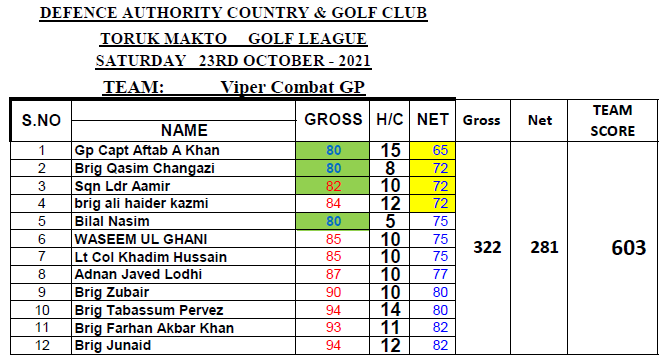 DEFENCE AUTHORITY COUNTRY & GOLF CLUB
TORUK MAKTO GOLF LEAGUE
SATURDAY 23RD OCTOBER - 2021
TEAM: Viper Combat GP
S.NO NAME GROSS H/C NET Gross Net TEAM SCORE
1 Gp Capt Aftab A Khan 80 15 65
2 Brig Qasim Changazi 80 8 72
3 Sqn Ldr Aamir 82 10 72
4 brig ali haider kazmi 84 12 72
5 Bilal Nasim 80 5 75
6 WASEEM UL GHANI 85 10 75
7 Lt Col Khadim Hussain 85 10 75
8 Adnan Javed Lodhi 87 10 77
9 Brig Zubair 90 10 80
10 Brig Tabassum Pervez 94 14 80
11 Brig Farhan Akbar Khan 93 11 82
12 Brig Junaid 94 12 82
322 281 603